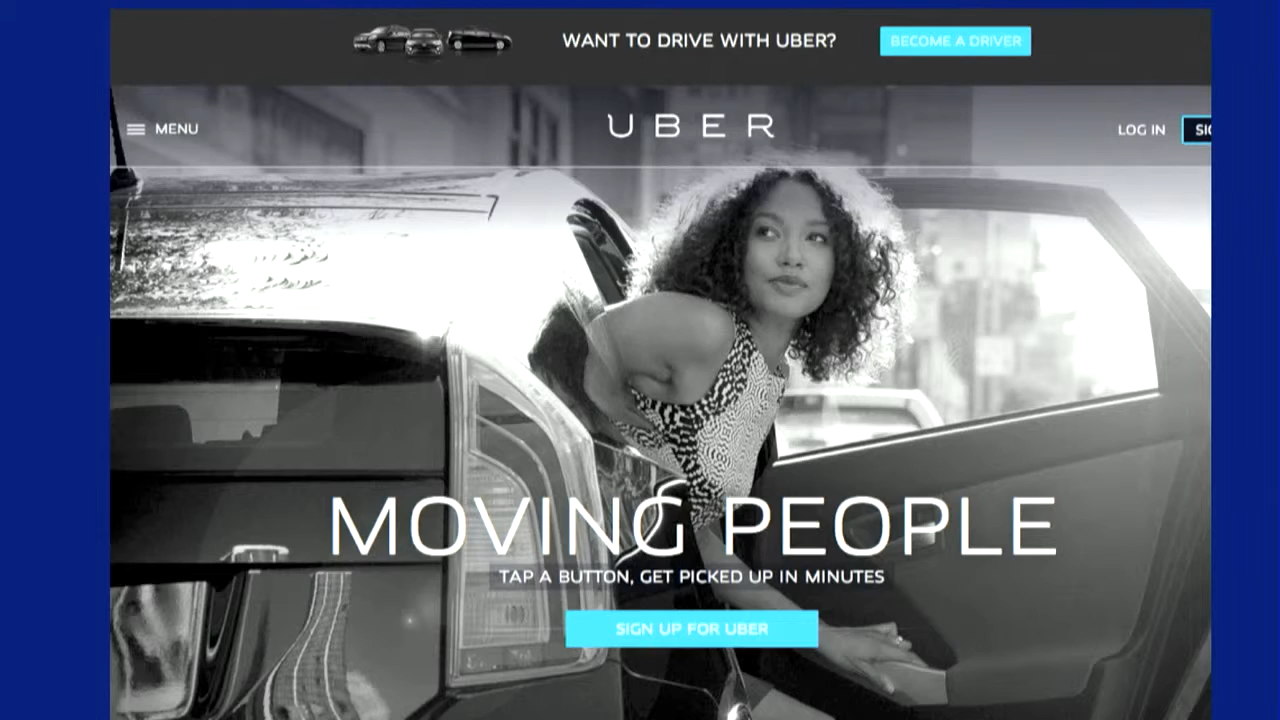 WANT TO DRIVE WITH UBER? BECOME A DRIVER
MENU UBER LOG IN
MOVING PEOPLE
TAP A BUTTON, GET PICKED UP IN MINUTES
SIGN UP FOR UBER